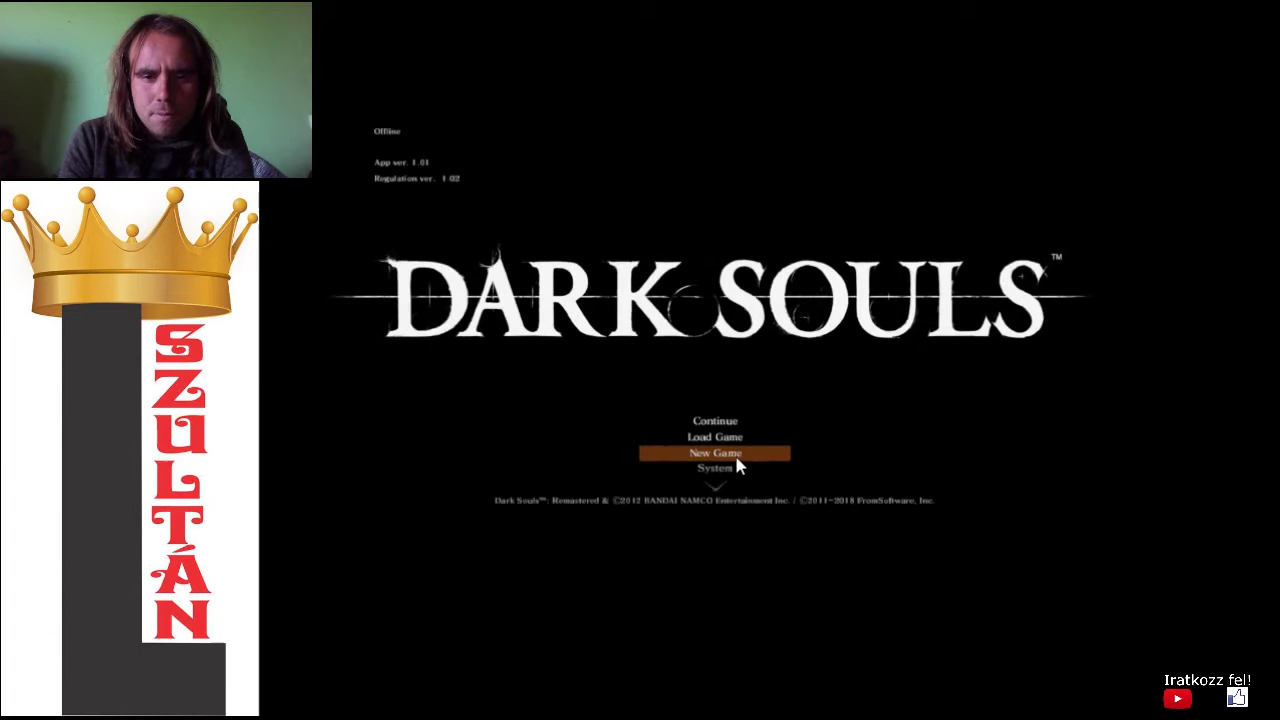 Offline
App ver. 1.01
Regulation ver. 1.02
DARK SOULS™
Continue
Load Game
New Game
System
Dark Souls™: Remastered & ©2012 BANDAI NAMCO Entertainment Inc. / ©2011-2018 FromSoftware, Inc.
L
SZULTÁN
Iratkozz fel!